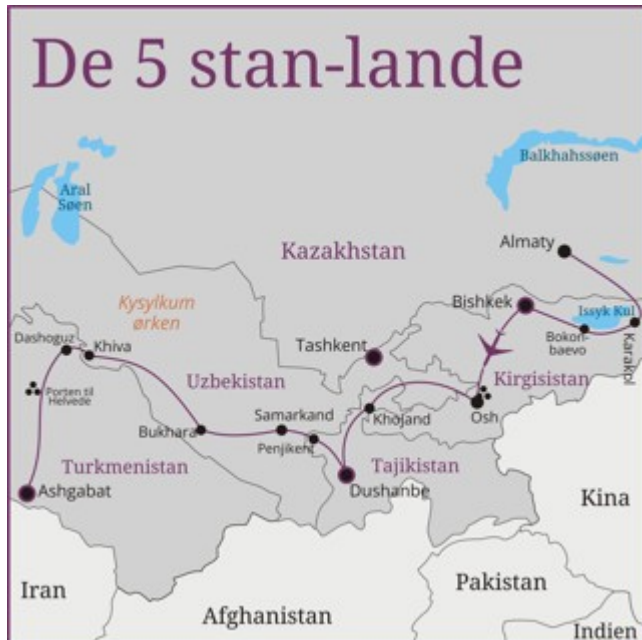 De 5 stan-lande
Balkhahssøen
Aral
Søen
Almaty
Kazakhstan
Kysylkum
ørken
Bishkek
Issyk Kul
Karakol
Bokon-
baevo
Dashoguz
Khiva
Tashkent
Uzbekistan
Kirgisistan
Porten til
Helvede
Osh
Khojand
Samarkand
Bukhara
Penjikent
Turkmenistan
Tajikistan
Ashgabat
Dushanbe
Kina
Iran
Pakistan
Afghanistan
Indien